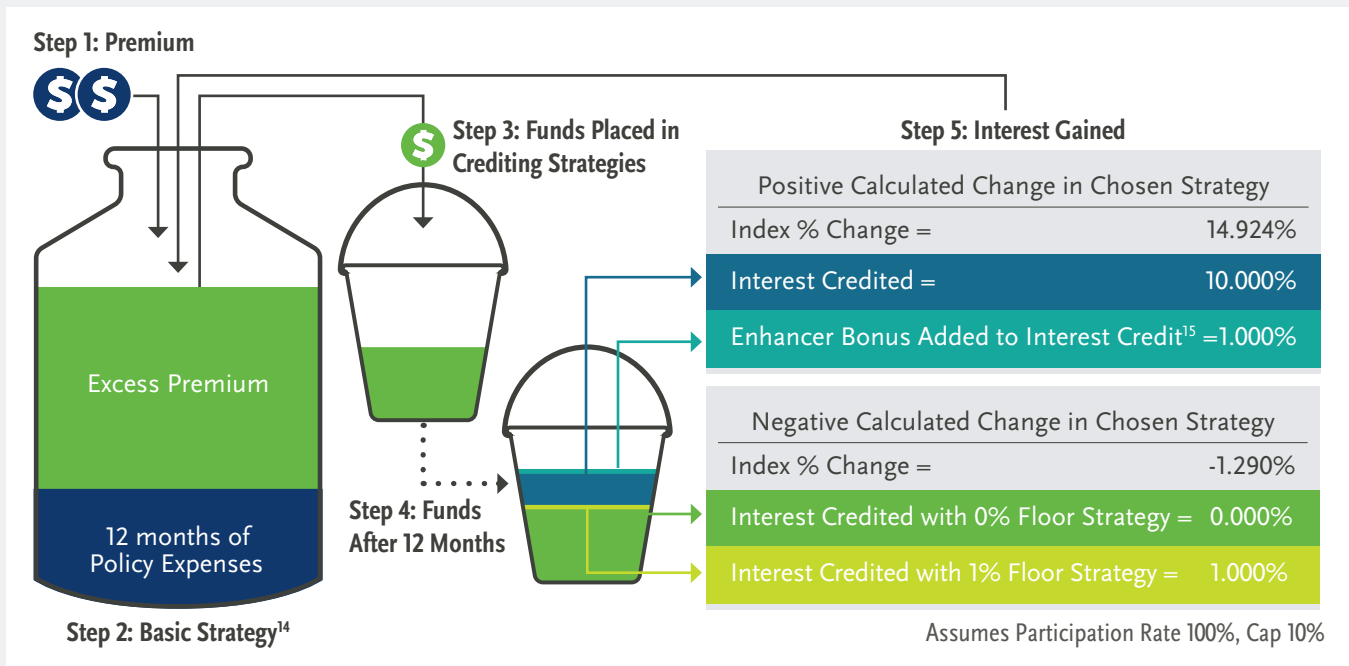 Step 1: Premium
$ $
Step 3: Funds Placed in
Crediting Strategies
$
Step 5: Interest Gained
Positive Calculated Change in Chosen Strategy
Index % Change = 14.924%
Interest Credited = 10.000%
Enhancer Bonus Added to Interest Credit¹⁵ =1.000%
Excess Premium
12 months of
Policy Expenses
Step 2: Basic Strategy¹⁴
Step 4: Funds
After 12 Months
Negative Calculated Change in Chosen Strategy
Index % Change = -1.290%
Interest Credited with 0% Floor Strategy = 0.000%
Interest Credited with 1% Floor Strategy = 1.000%
Assumes Participation Rate 100%, Cap 10%